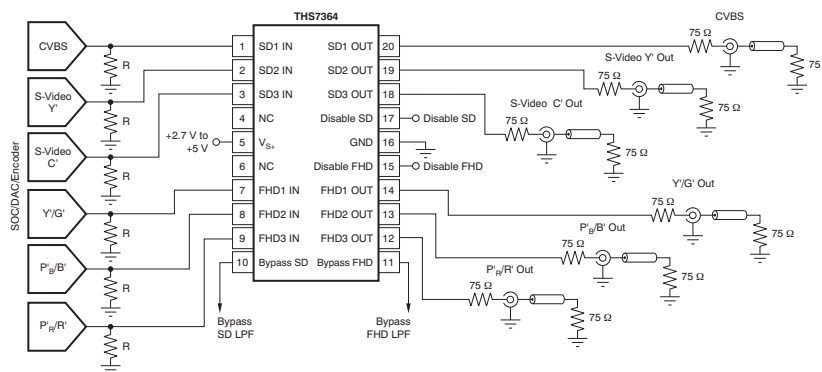 THS7364
CVBS
SOC/DAC/Encoder
CVBS
R
S-Video
Y'
R
S-Video
C'
R
Y'/G'
R
P'B/B'
R
P'R/R'
R
+2.7 V to
+5 V
1 SD1 IN SD1 OUT 20
2 SD2 IN SD2 OUT 19
3 SD3 IN SD3 OUT 18
4 NC Disable SD 17 Disable SD
5 VS+ GND 16
6 NC Disable FHD 15 Disable FHD
7 FHD1 IN FHD1 OUT 14
8 FHD2 IN FHD2 OUT 13
9 FHD3 IN FHD3 OUT 12
10 Bypass SD Bypass FHD 11
Bypass
SD LPF
Bypass
FHD LPF
75 Ω
75
S-Video Y' Out
75 Ω
75 Ω
S-Video C' Out
75 Ω
75 Ω
Y'/G' Out
75 Ω
75 Ω
P'B/B' Out
75 Ω
75 Ω
P'R/R' Out
75 Ω
75 Ω